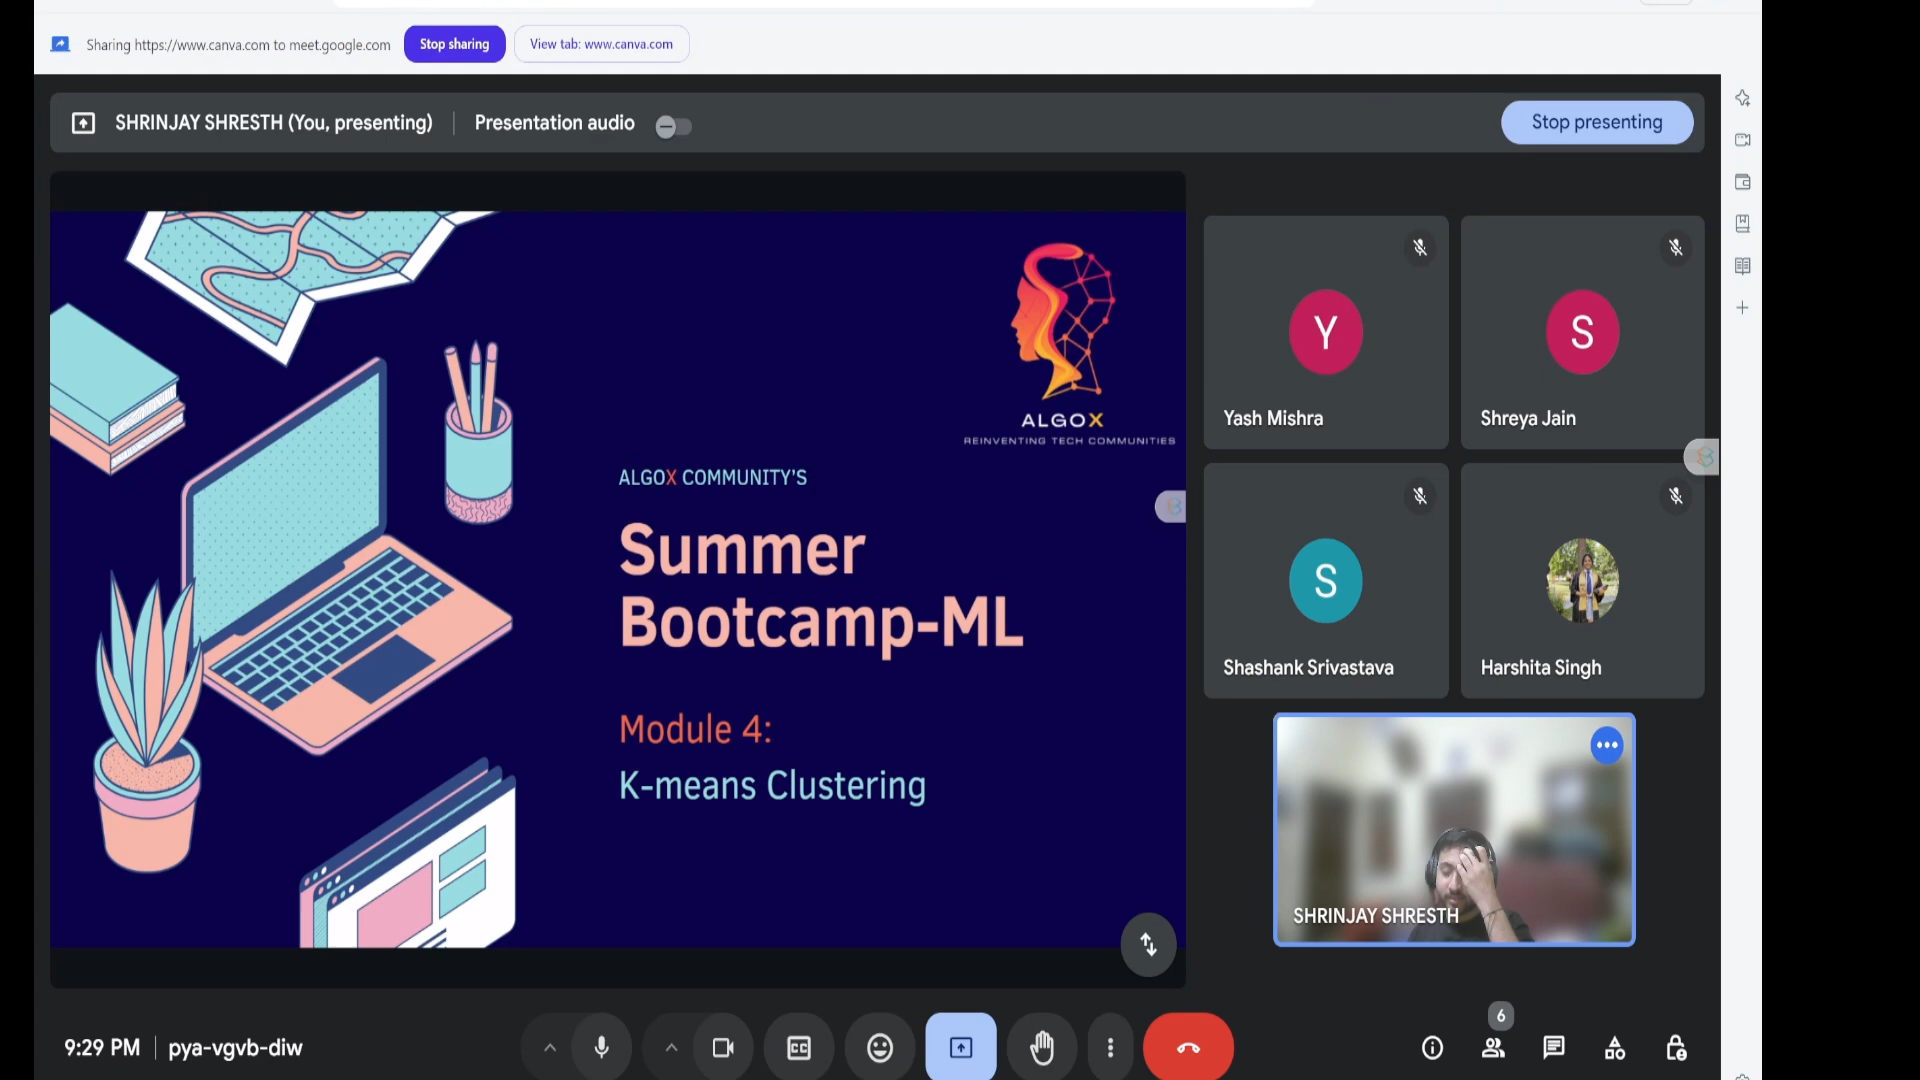 Sharing https://www.canva.com to meet.google.com
Stop sharing
View tab: www.canva.com
SHRINJAY SHRESTH (You, presenting)
Presentation audio
Stop presenting
ALGOX
REINVENTING TECH COMMUNITIES
ALGOX COMMUNITY'S
Summer
Bootcamp-ML
Module 4:
K-means Clustering
Y
Yash Mishra
S
Shreya Jain
S
Shashank Srivastava
Harshita Singh
SHRINJAY SHRESTH
9:29 PM
pya-vgvb-diw
CC
6